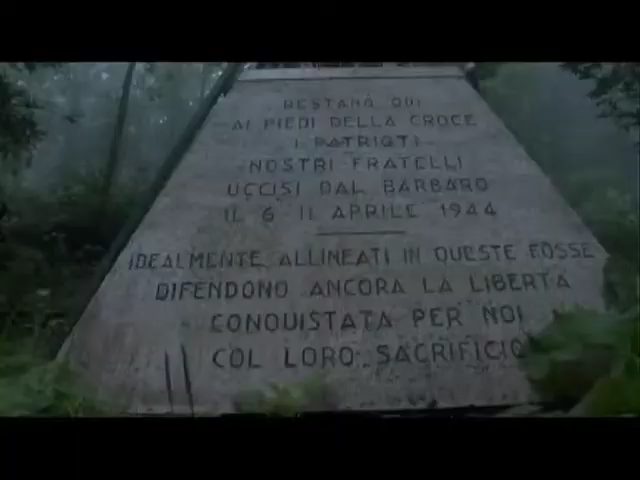 RESTANO QUI
AI PIEDI DELLA CROCE
I PATRIOTI
NOSTRI FRATELLI
UCCISI DAL BARBARO
IL 6 11 APRILE 1944
IDEALMENTE ALLINEATI IN QUESTE FOSSE
DIFENDONO ANCORA LA LIBERTÀ
CONQUISTATA PER NOI
COL LORO SACRIFICIO